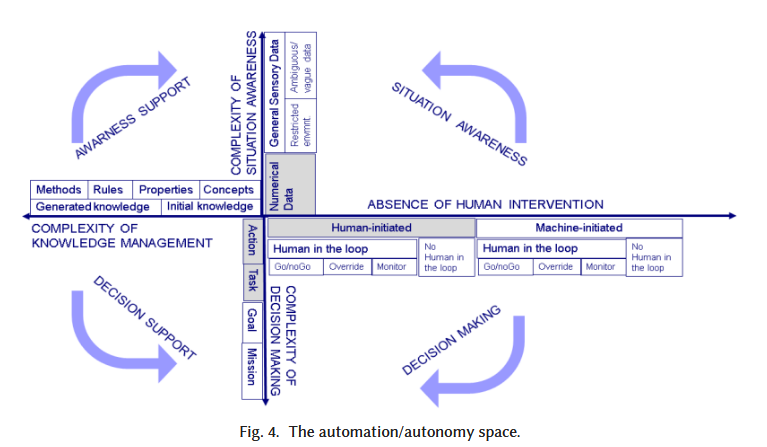 COMPLEXITY OF
SITUATION AWARENESS
General Sensory Data
Ambiguous/
vague data
Restricted
envmnt
Numerical
Data
AWARNESS SUPPORT
SITUATION AWARENESS
Methods Rules Properties Concepts
Generated knowledge Initial knowledge
ABSENCE OF HUMAN INTERVENTION
COMPLEXITY OF
KNOWLEDGE MANAGEMENT
Action
Task
Goal
Mission
COMPLEXITY OF
DECISION MAKING
Human-initiated Machine-initiated
Human in the loop
No
Human in
the loop
Human in the loop
No
Human in
the loop
Go/noGo Override Monitor
Go/noGo Override Monitor
DECISION SUPPORT
DECISION MAKING
Fig. 4. The automation/autonomy space.